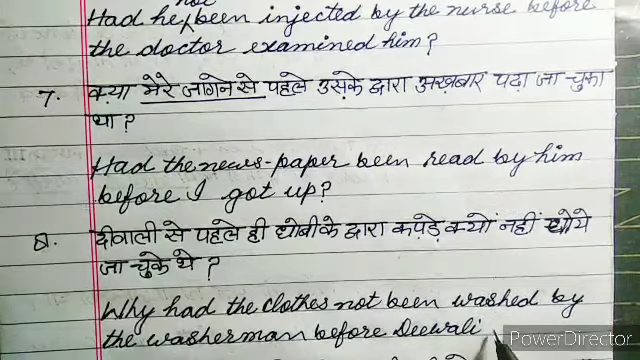 not
Had he, been injected by the nurse before
the doctor examined him?
7. क्या मेरे जागने से पहले उसके द्वारा अख़बार पढ़ा जा चुका
था ?
Had the news-paper been read by him
before I got up?
8. दीवाली से पहले ही धोबी के द्वारा कपड़े क्यों नहीं धोये
जा चुके थे ?
Why had the clothes not been washed by
the washerman before Deewali
PowerDirector